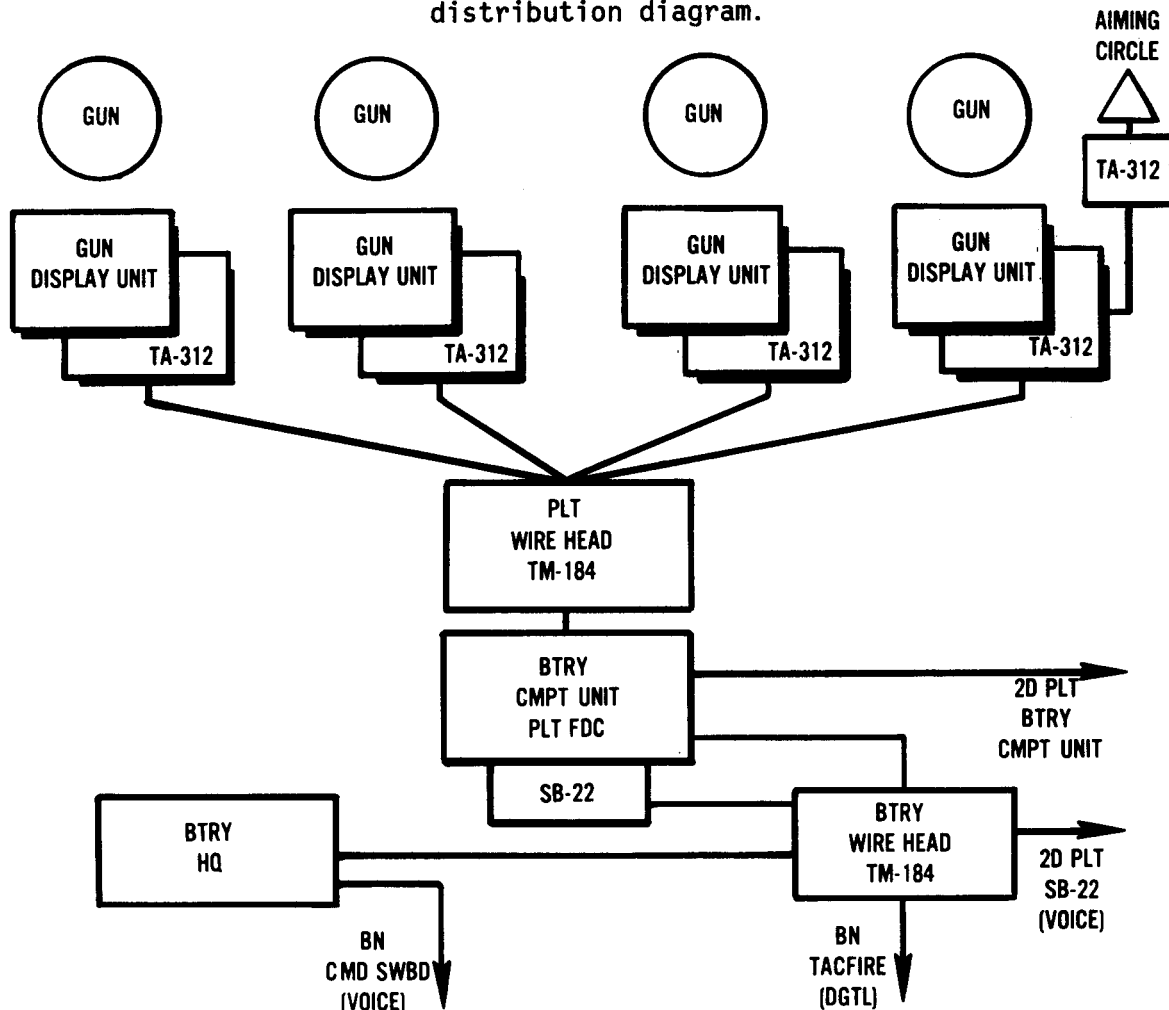 distribution diagram.
AIMING
CIRCLE
GUN
GUN
GUN
GUN
TA-312
GUN
DISPLAY UNIT
TA-312
GUN
DISPLAY UNIT
TA-312
GUN
DISPLAY UNIT
TA-312
GUN
DISPLAY UNIT
TA-312
PLT
WIRE HEAD
TM-184
BTRY
CMPT UNIT
PLT FDC
2D PLT
BTRY
CMPT UNIT
SB-22
BTRY
HQ
BTRY
WIRE HEAD
TM-184
2D PLT
SB-22
(VOICE)
BN
CMD SWBD
(VOICE)
BN
TACFIRE
(DGTL)